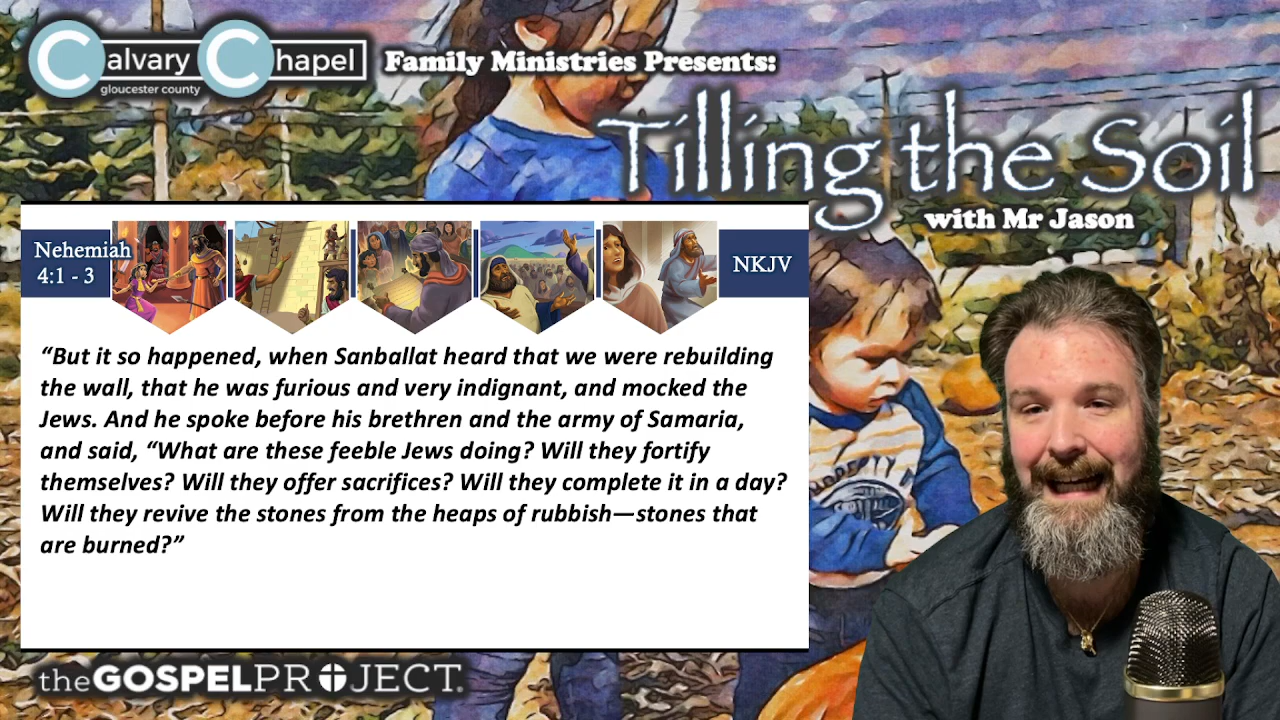 Calvary Chapel
gloucester county
Family Ministries Presents:
Tilling the Soil
with Mr Jason
Nehemiah
4:1 - 3
NKJV
“But it so happened, when Sanballat heard that we were rebuilding
the wall, that he was furious and very indignant, and mocked the
Jews. And he spoke before his brethren and the army of Samaria,
and said, “What are these feeble Jews doing? Will they fortify
themselves? Will they offer sacrifices? Will they complete it in a day?
Will they revive the stones from the heaps of rubbish—stones that
are burned?”
theGOSPELPROJECT®